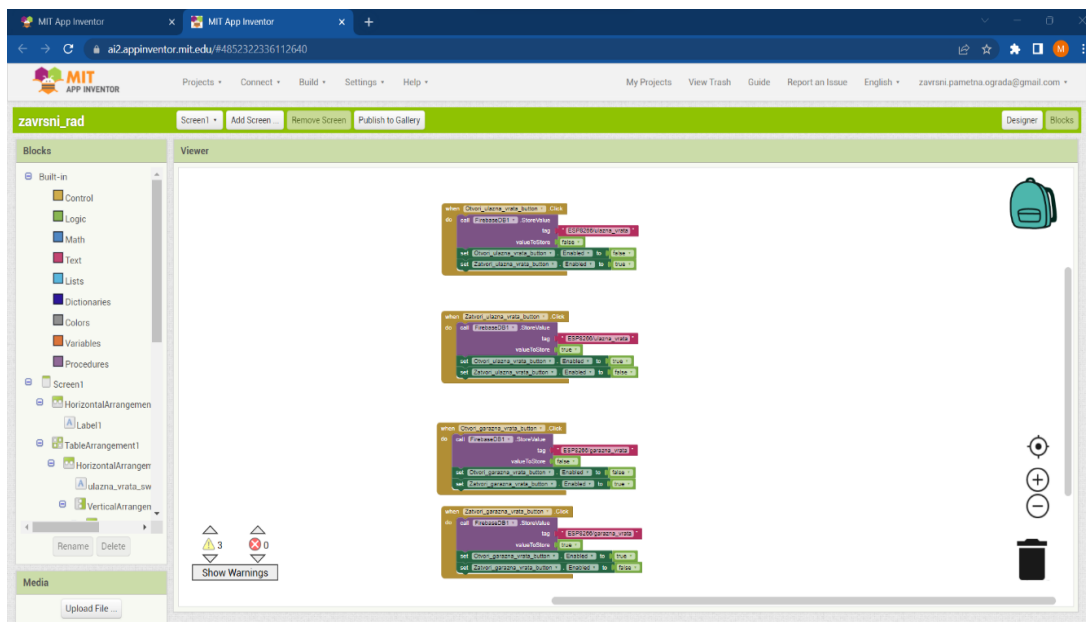 MIT App Inventor
MIT App Inventor
ai2.appinventor.mit.edu/#4852322336112640
M
MIT
APP INVENTOR
Projects
Connect
Build
Settings
Help
My Projects
View Trash
Guide
Report an Issue
English
zavrsni.pametna.ograda@gmail.com
zavrsni_rad
Screen1
Add Screen ...
Remove Screen
Publish to Gallery
Designer
Blocks
Blocks
Built-in
Control
Logic
Math
Text
Lists
Dictionaries
Colors
Variables
Procedures
Screen1
HorizontalArrangemen
Label1
TableArrangement1
HorizontalArrangem
ulazna_vrata_sw
VerticalArrangen
Rename
Delete
Media
Upload File ...
Viewer
when Otvori_ulazna_vrata_button .Click
do call FirebaseDB1 .StoreValue
tag " ESP8266/ulazna_vrata "
valueToStore false
set Otvori_ulazna_vrata_button . Enabled to false
set Zatvori_ulazna_vrata_button . Enabled to true
when Zatvori_ulazna_vrata_button .Click
do call FirebaseDB1 .StoreValue
tag " ESP8266/ulazna_vrata "
valueToStore true
set Otvori_ulazna_vrata_button . Enabled to true
set Zatvori_ulazna_vrata_button . Enabled to false
when Otvori_garazna_vrata_button .Click
do call FirebaseDB1 .StoreValue
tag " ESP8266/garazna_vrata "
valueToStore false
set Otvori_garazna_vrata_button . Enabled to false
set Zatvori_garazna_vrata_button . Enabled to true
when Zatvori_garazna_vrata_button .Click
do call FirebaseDB1 .StoreValue
tag " ESP8266/garazna_vrata "
valueToStore true
set Otvori_garazna_vrata_button . Enabled to true
set Zatvori_garazna_vrata_button . Enabled to false
3
0
Show Warnings